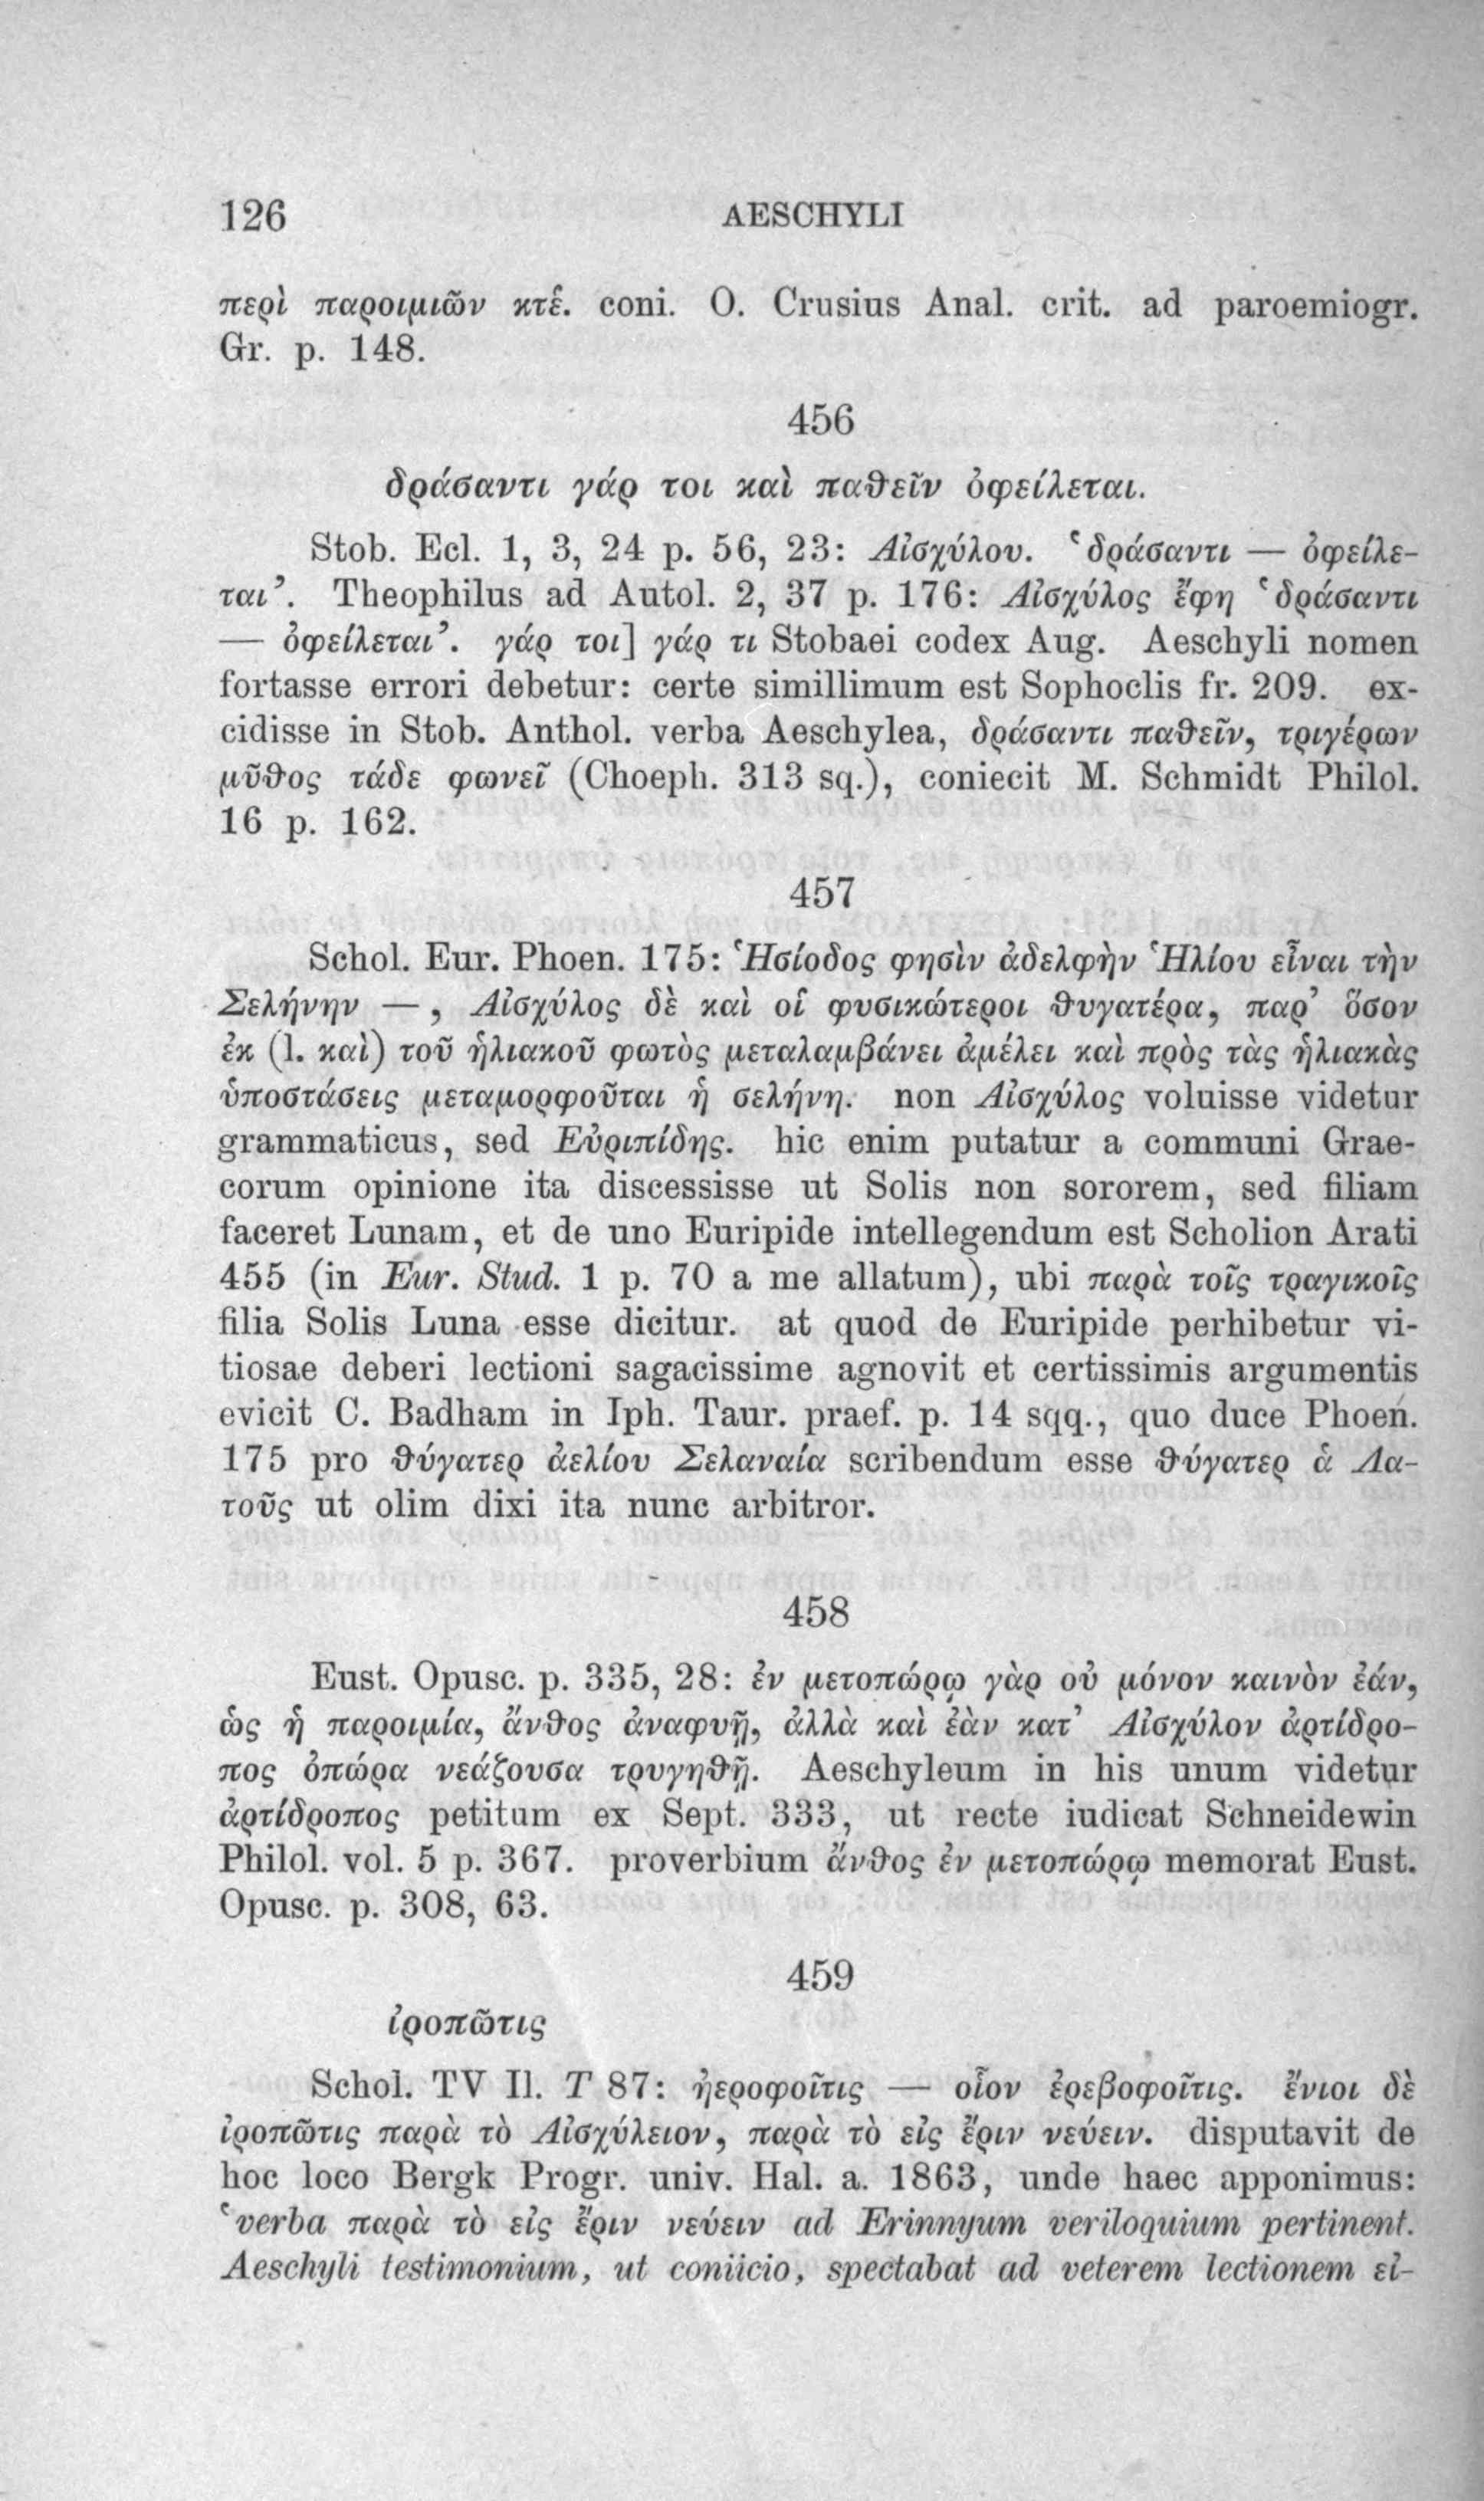 126 AESCHYLI
περὶ παροιμιῶν κτέ. coni. O. Crusius Anal. crit. ad paroemiogr.
Gr. p. 148.
456
δράσαντι γάρ τοι καὶ παθεῖν ὀφείλεται.
Stob. Ecl. 1, 3, 24 p. 56, 23: Αἰσχύλου. ‘δράσαντι — ὀφείλε-
ται’. Theophilus ad Autol. 2, 37 p. 176: Αἰσχύλος ἔφη ‘δράσαντι
— ὀφείλεται’. γάρ τοι] γάρ τι Stobaei codex Aug. Aeschyli nomen
fortasse errori debetur: certe simillimum est Sophoclis fr. 209. ex-
cidisse in Stob. Anthol. verba Aeschylea, δράσαντι παθεῖν, τριγέρων
μῦθος τάδε φωνεῖ (Choeph. 313 sq.), coniecit M. Schmidt Philol.
16 p. 162.
457
Schol. Eur. Phoen. 175: Ἡσίοδος φησὶν ἀδελφὴν Ἡλίου εἶναι τὴν
Σελήνην —, Αἰσχύλος δὲ καὶ οἱ φυσικώτεροι θυγατέρα, παρ’ ὅσον
ἐκ (l. καὶ) τοῦ ἡλιακοῦ φωτὸς μεταλαμβάνει ἀμέλει καὶ πρὸς τὰς ἡλιακὰς
ὑποστάσεις μεταμορφοῦται ἡ σελήνη. non Αἰσχύλος voluisse videtur
grammaticus, sed Εὐριπίδης. hic enim putatur a communi Grae-
corum opinione ita discessisse ut Solis non sororem, sed filiam
faceret Lunam, et de uno Euripide intellegendum est Scholion Arati
455 (in Eur. Stud. 1 p. 70 a me allatum), ubi παρὰ τοῖς τραγικοῖς
filia Solis Luna esse dicitur. at quod de Euripide perhibetur vi-
tiosae deberi lectioni sagacissime agnovit et certissimis argumentis
evicit C. Badham in Iph. Taur. praef. p. 14 sqq., quo duce Phoen.
175 pro θύγατερ ἀελίου Σελαναία scribendum esse θύγατερ ἁ Λα-
τοῦς ut olim dixi ita nunc arbitror.
458
Eust. Opusc. p. 335, 28: ἐν μετοπώρῳ γὰρ οὐ μόνον καινὸν ἐάν,
ὡς ἡ παροιμία, ἄνθος ἀναφυῇ, ἀλλὰ καὶ ἐὰν κατ’ Αἰσχύλον ἀρτίδρο-
πος ὀπώρα νεάζουσα τρυγηθῇ. Aeschyleum in his unum videtur
ἀρτίδροπος petitum ex Sept. 333, ut recte iudicat Schneidewin
Philol. vol. 5 p. 367. proverbium ἄνθος ἐν μετοπώρῳ memorat Eust.
Opusc. p. 308, 63.
459
ἰροπῶτις
Schol. TV Il. T 87: ἠεροφοῖτις — οἷον ἐρεβοφοῖτις. ἔνιοι δὲ
ἰροπῶτις παρὰ τὸ Αἰσχύλειον, παρὰ τὸ εἰς ἔριν νεύειν. disputavit de
hoc loco Bergk Progr. univ. Hal. a. 1863, unde haec apponimus:
‘verba παρὰ τὸ εἰς ἔριν νεύειν ad Erinnyum veriloquium pertinent.
Aeschyli testimonium, ut coniicio, spectabat ad veterem lectionem εἰ-